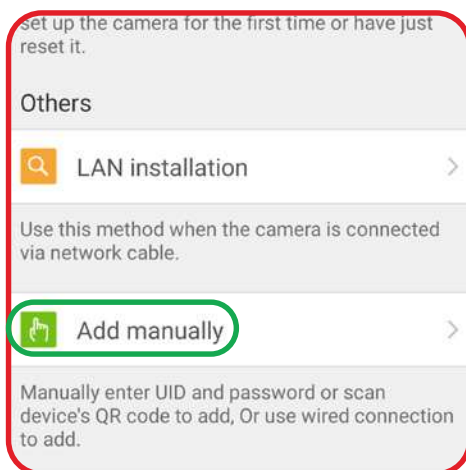 set up the camera for the first time or have just
reset it.
Others
LAN installation
Use this method when the camera is connected
via network cable.
Add manually
Manually enter UID and password or scan
device's QR code to add, Or use wired connection
to add.